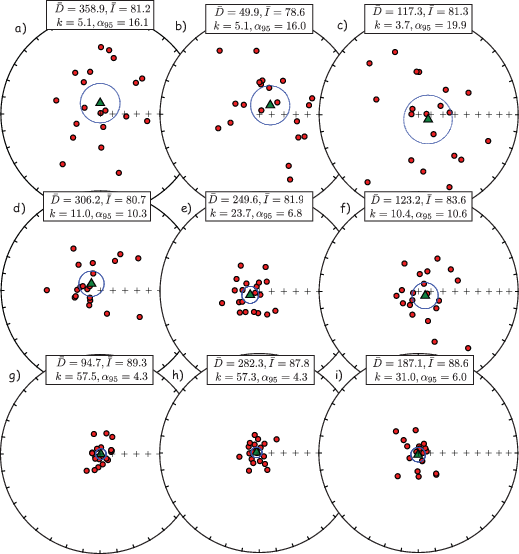 a)
D̄ = 358.9, Ī = 81.2
k = 5.1, α95 = 16.1
b)
D̄ = 49.9, Ī = 78.6
k = 5.1, α95 = 16.0
c)
D̄ = 117.3, Ī = 81.3
k = 3.7, α95 = 19.9
d)
D̄ = 306.2, Ī = 80.7
k = 11.0, α95 = 10.3
e)
D̄ = 249.6, Ī = 81.9
k = 23.7, α95 = 6.8
f)
D̄ = 123.2, Ī = 83.6
k = 10.4, α95 = 10.6
g)
D̄ = 94.7, Ī = 89.3
k = 57.5, α95 = 4.3
h)
D̄ = 282.3, Ī = 87.8
k = 57.3, α95 = 4.3
i)
D̄ = 187.1, Ī = 88.6
k = 31.0, α95 = 6.0